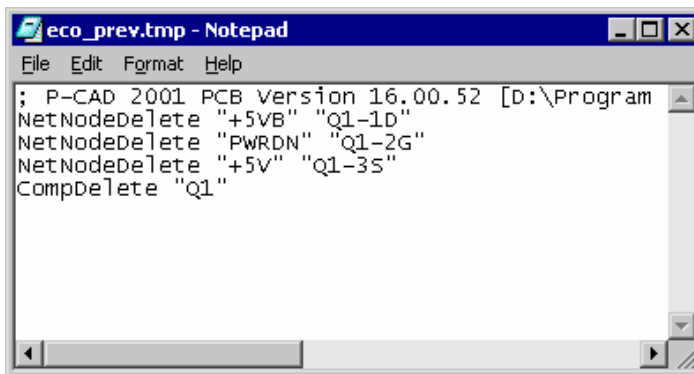 eco_prev.tmp - Notepad
File Edit Format Help
; P-CAD 2001 PCB Version 16.00.52 [D:\Program
NetNodeDelete "+5VB" "Q1-1D"
NetNodeDelete "PWRDN" "Q1-2G"
NetNodeDelete "+5V" "Q1-3S"
CompDelete "Q1"